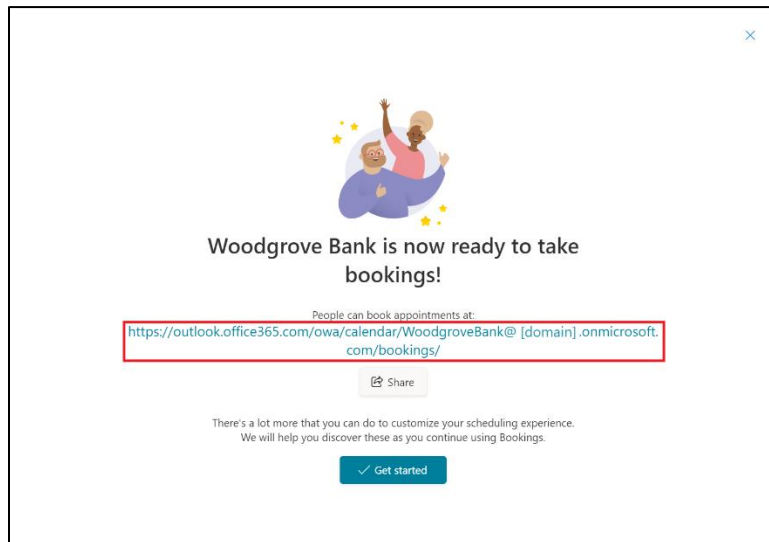 Woodgrove Bank is now ready to take
bookings!
People can book appointments at:
https://outlook.office365.com/owa/calendar/WoodgroveBank@ [domain] .onmicrosoft.
com/bookings/
Share
There's a lot more that you can do to customize your scheduling experience.
We will help you discover these as you continue using Bookings.
Get started